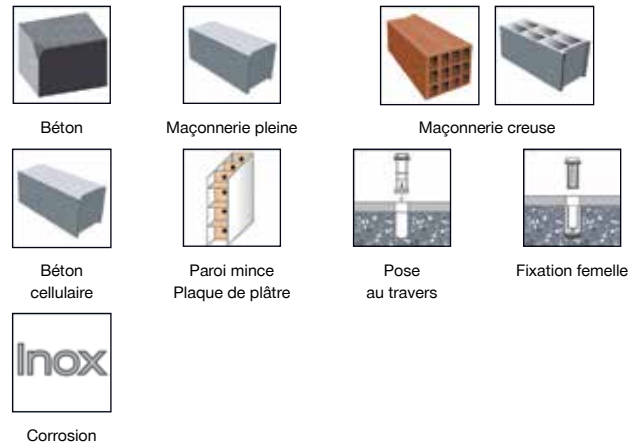 Béton
Maçonnerie pleine
Maçonnerie creuse
Béton
cellulaire
Paroi mince
Plaque de plâtre
Pose
au travers
Fixation femelle
Inox
Corrosion